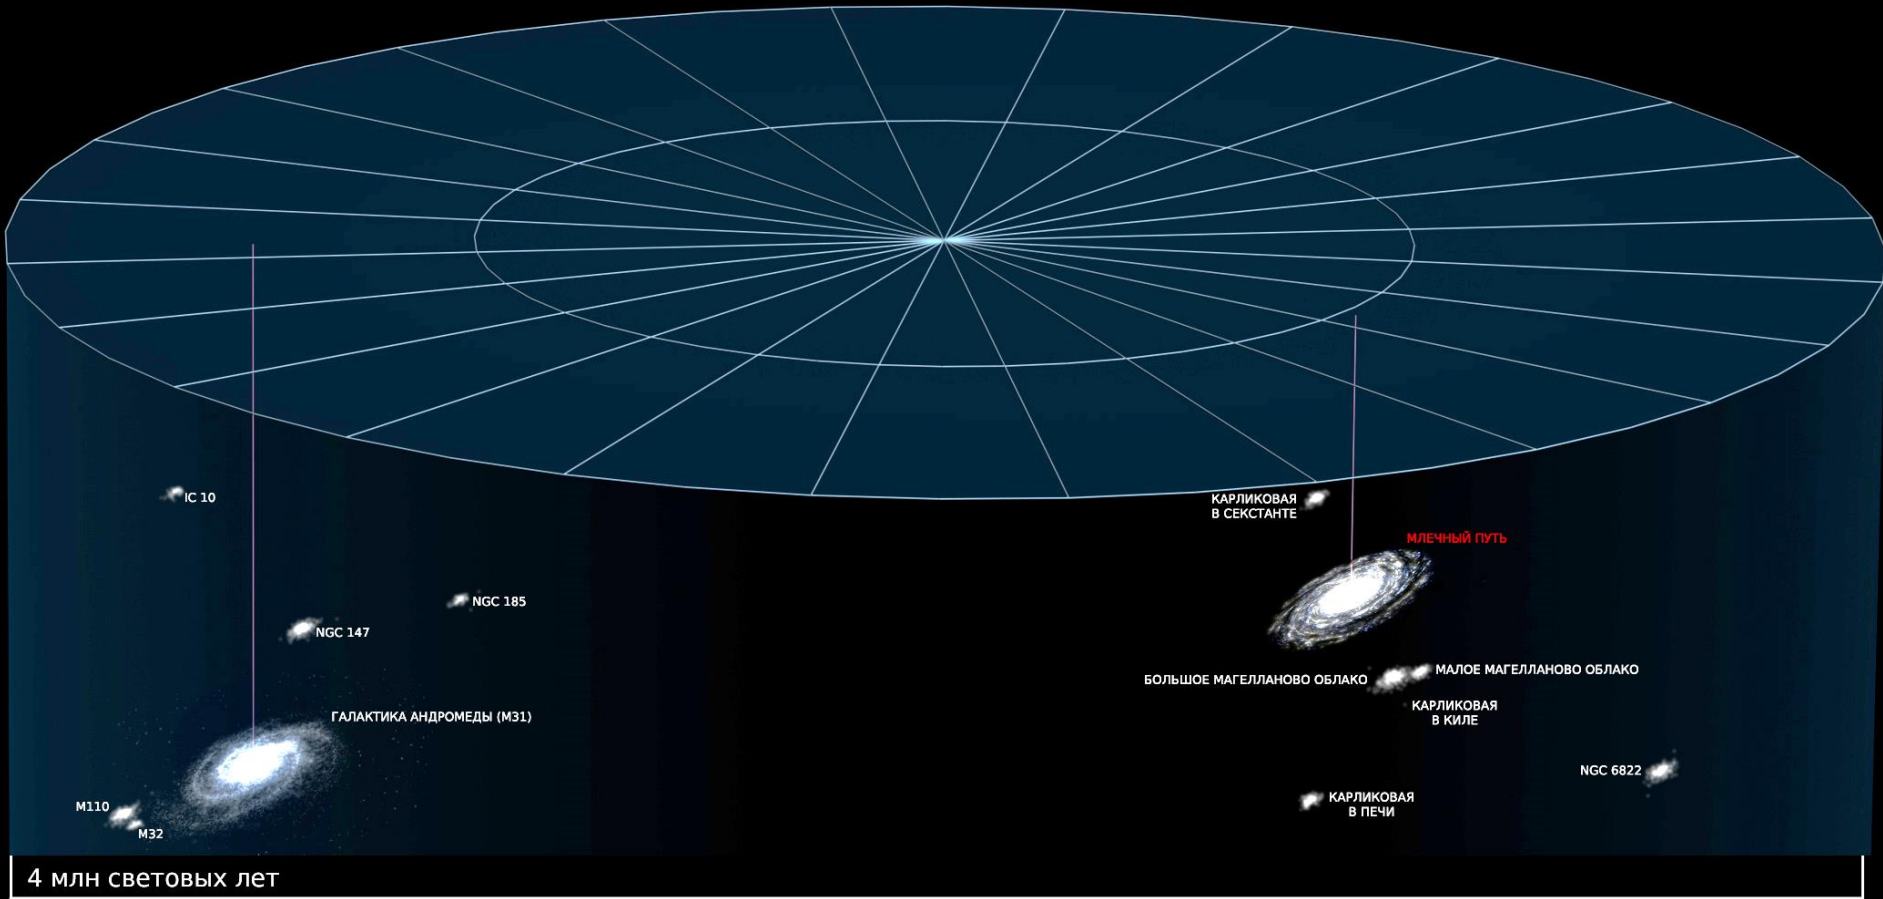 IC 10
КАРЛИКОВАЯ
В СЕКСТАНТЕ
МЛЕЧНЫЙ ПУТЬ
NGC 185
NGC 147
БОЛЬШОЕ МАГЕЛЛАНОВО ОБЛАКО
МАЛОЕ МАГЕЛЛАНОВО ОБЛАКО
КАРЛИКОВАЯ
В КИЛЕ
ГАЛАКТИКА АНДРОМЕДЫ (M31)
NGC 6822
M110
M32
КАРЛИКОВАЯ
В ПЕЧИ
4 млн световых лет